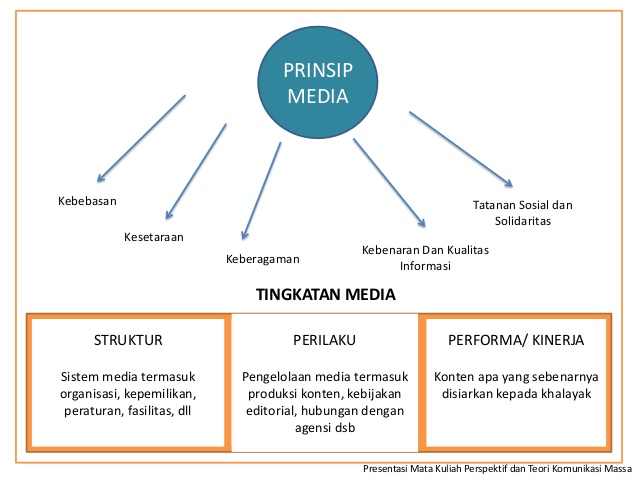 PRINSIP
MEDIA
Kebebasan
Kesetaraan
Keberagaman
Kebenaran Dan Kualitas
Informasi
Tatanan Sosial dan
Solidaritas
TINGKATAN MEDIA
STRUKTUR
Sistem media termasuk
organisasi, kepemilikan,
peraturan, fasilitas, dll
PERILAKU
Pengelolaan media termasuk
produksi konten, kebijakan
editorial, hubungan dengan
agensi dsb
PERFORMA/ KINERJA
Konten apa yang sebenarnya
disiarkan kepada khalayak
Presentasi Mata Kuliah Perspektif dan Teori Komunikasi Massa